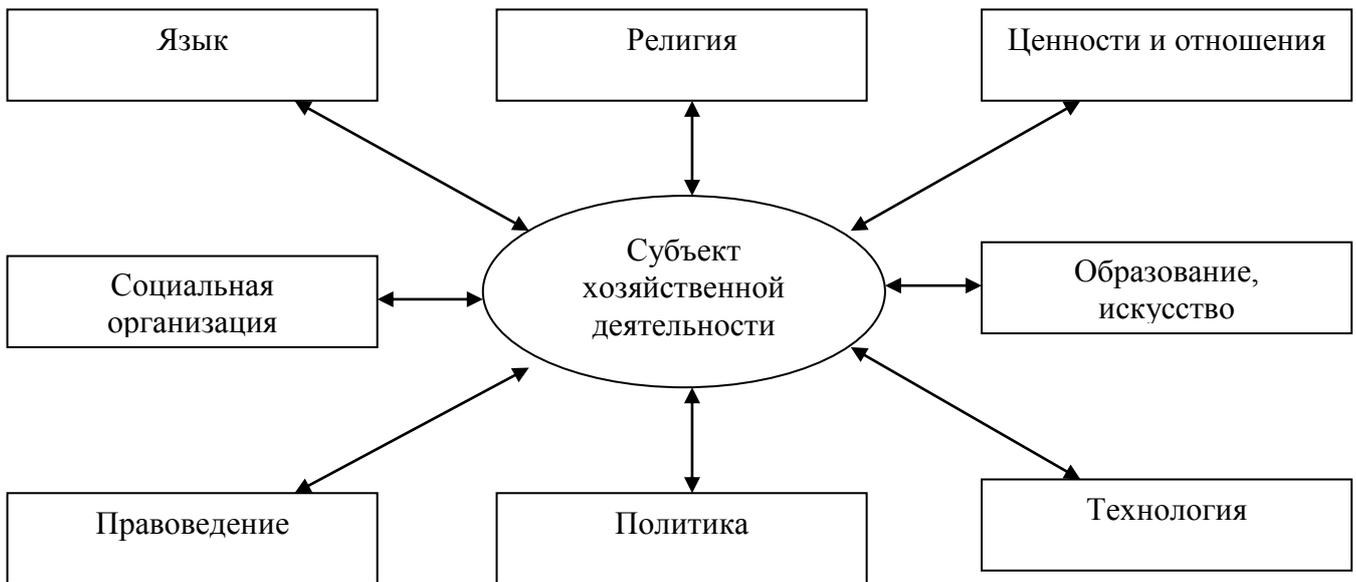 Язык
Религия
Ценности и отношения
Социальная
организация
Субъект
хозяйственной
деятельности
Образование,
искусство
Правоведение
Политика
Технология